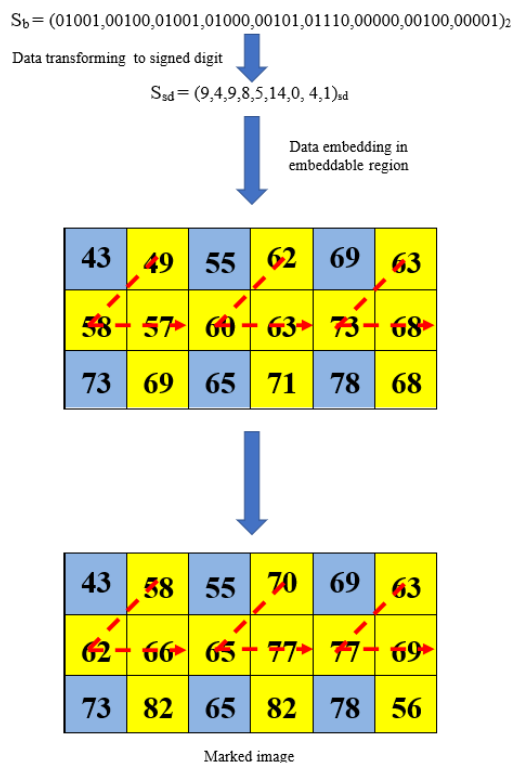 S_b = (01001,00100,01001,01000,00101,01110,00000,00100,00001)₂
Data transforming to signed digit
S_sd = (9,4,9,8,5,14,0, 4,1)_sd
Data embedding in
embeddable region
43 49 55 62 69 63
58 57 60 63 73 68
73 69 65 71 78 68
43 58 55 70 69 63
62 66 65 77 77 69
73 82 65 82 78 56
Marked image